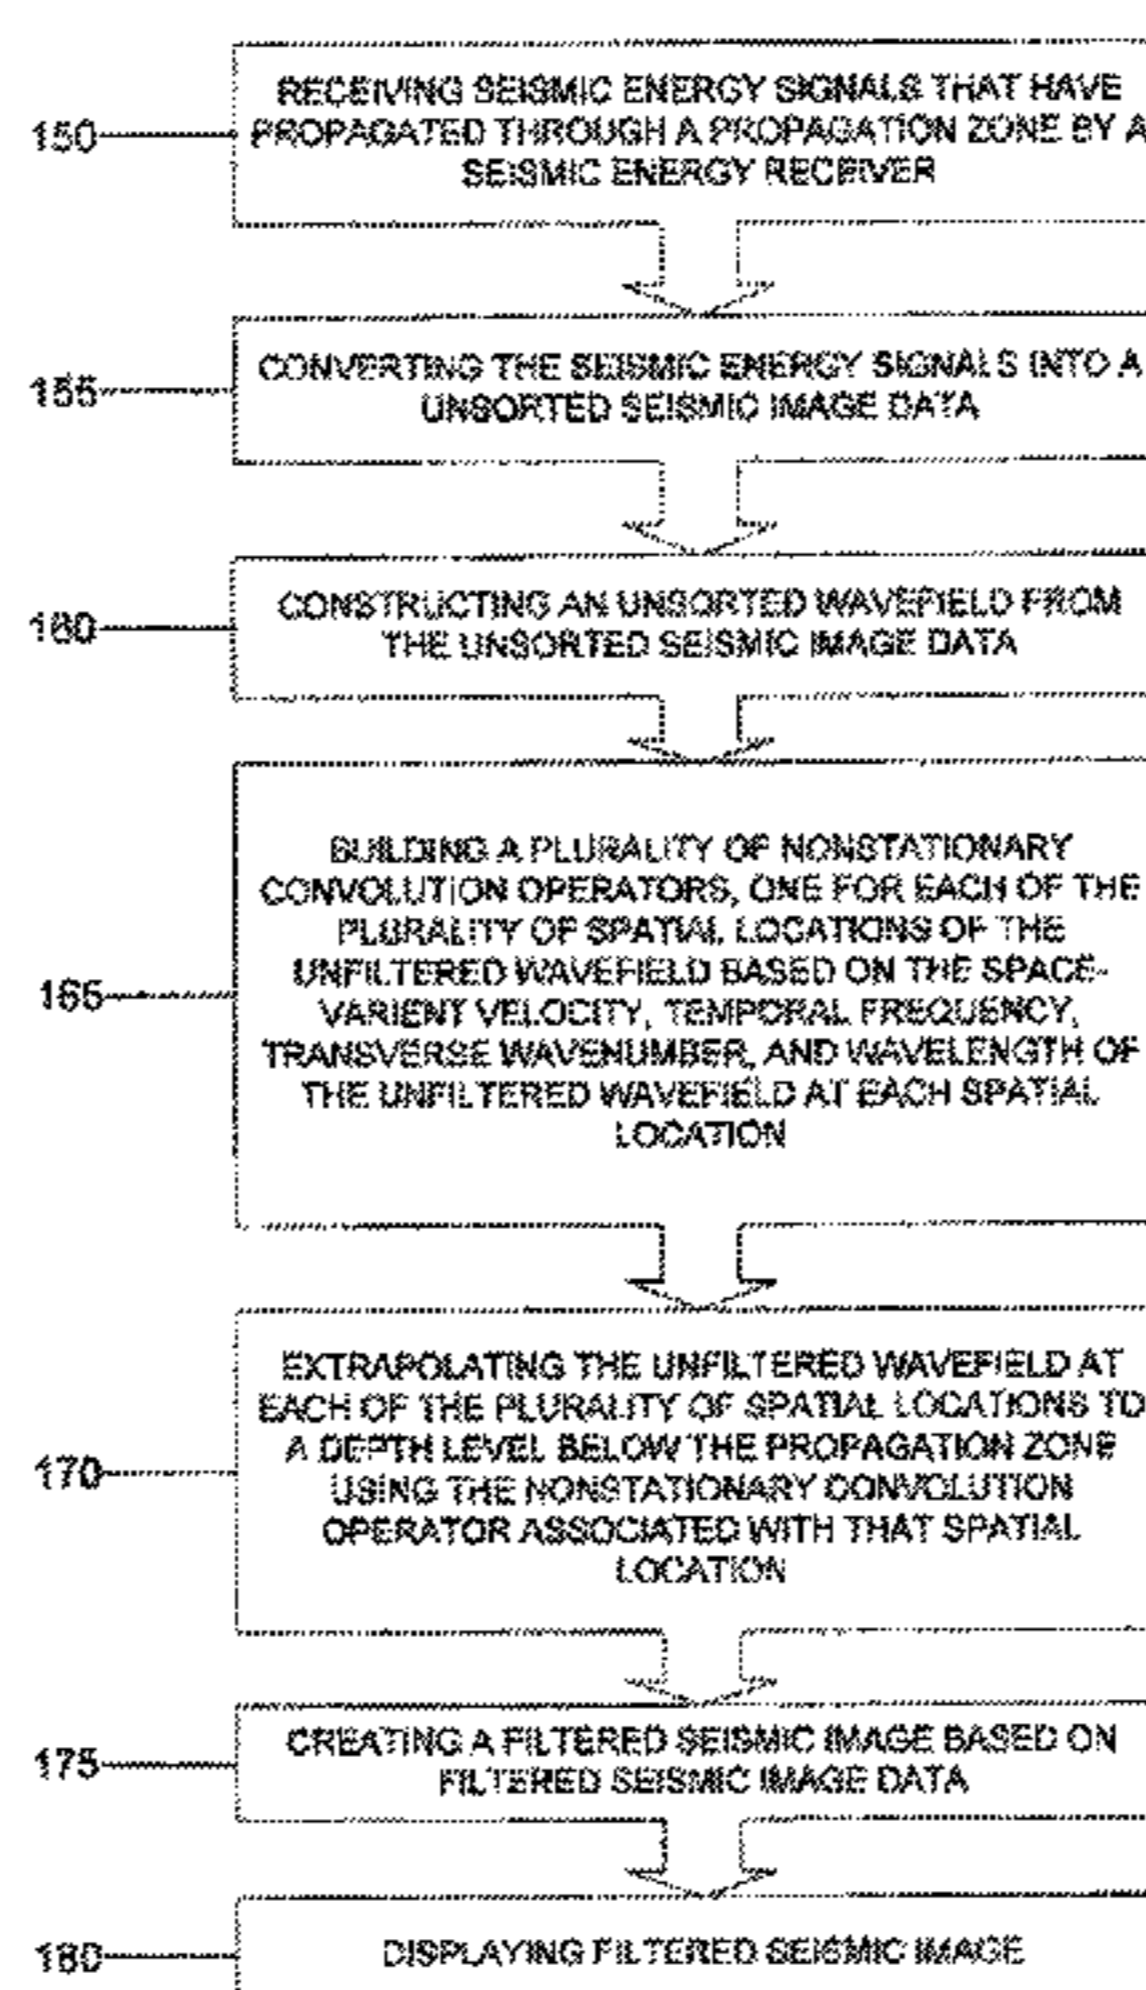 150
RECEIVING SEISMIC ENERGY SIGNALS THAT HAVE
PROPAGATED THROUGH A PROPAGATION ZONE BY A
SEISMIC ENERGY RECEIVER
155
CONVERTING THE SEISMIC ENERGY SIGNALS INTO A
UNSORTED SEISMIC IMAGE DATA
160
CONSTRUCTING AN UNSORTED WAVEFIELD FROM
THE UNSORTED SEISMIC IMAGE DATA
165
BUILDING A PLURALITY OF NONSTATIONARY
CONVOLUTION OPERATORS, ONE FOR EACH OF THE
PLURALITY OF SPATIAL LOCATIONS OF THE
UNFILTERED WAVEFIELD BASED ON THE SPACE-
VARIENT VELOCITY, TEMPORAL FREQUENCY,
TRANSVERSE WAVENUMBER, AND WAVELENGTH OF
THE UNFILTERED WAVEFIELD AT EACH SPATIAL
LOCATION
170
EXTRAPOLATING THE UNFILTERED WAVEFIELD AT
EACH OF THE PLURALITY OF SPATIAL LOCATIONS TO
A DEPTH LEVEL BELOW THE PROPAGATION ZONE
USING THE NONSTATIONARY CONVOLUTION
OPERATOR ASSOCIATED WITH THAT SPATIAL
LOCATION
175
CREATING A FILTERED SEISMIC IMAGE BASED ON
FILTERED SEISMIC IMAGE DATA
180
DISPLAYING FILTERED SEISMIC IMAGE